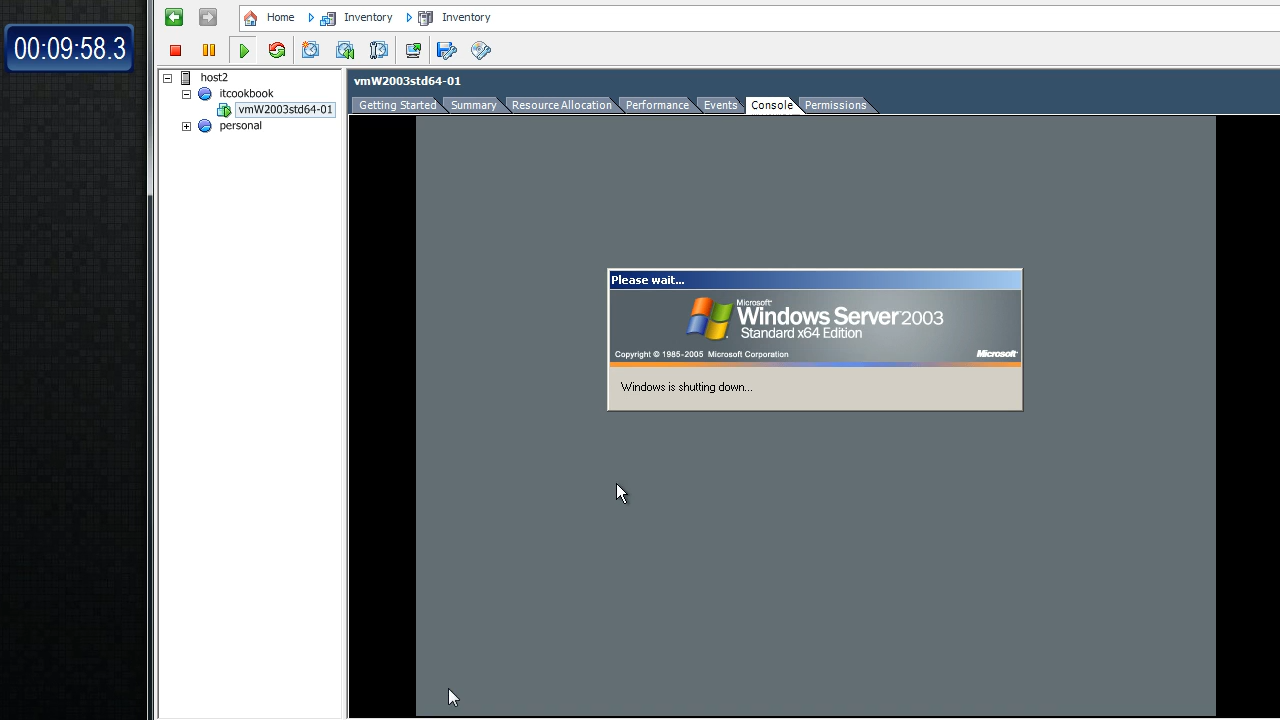 00:09:58.3
Home Inventory Inventory
host2
itcookbook
vmW2003std64-01
personal
vmW2003std64-01
Getting Started Summary Resource Allocation Performance Events Console Permissions
Please wait...
Microsoft
Windows Server 2003
Standard x64 Edition
Copyright © 1985-2005 Microsoft Corporation Microsoft
Windows is shutting down...